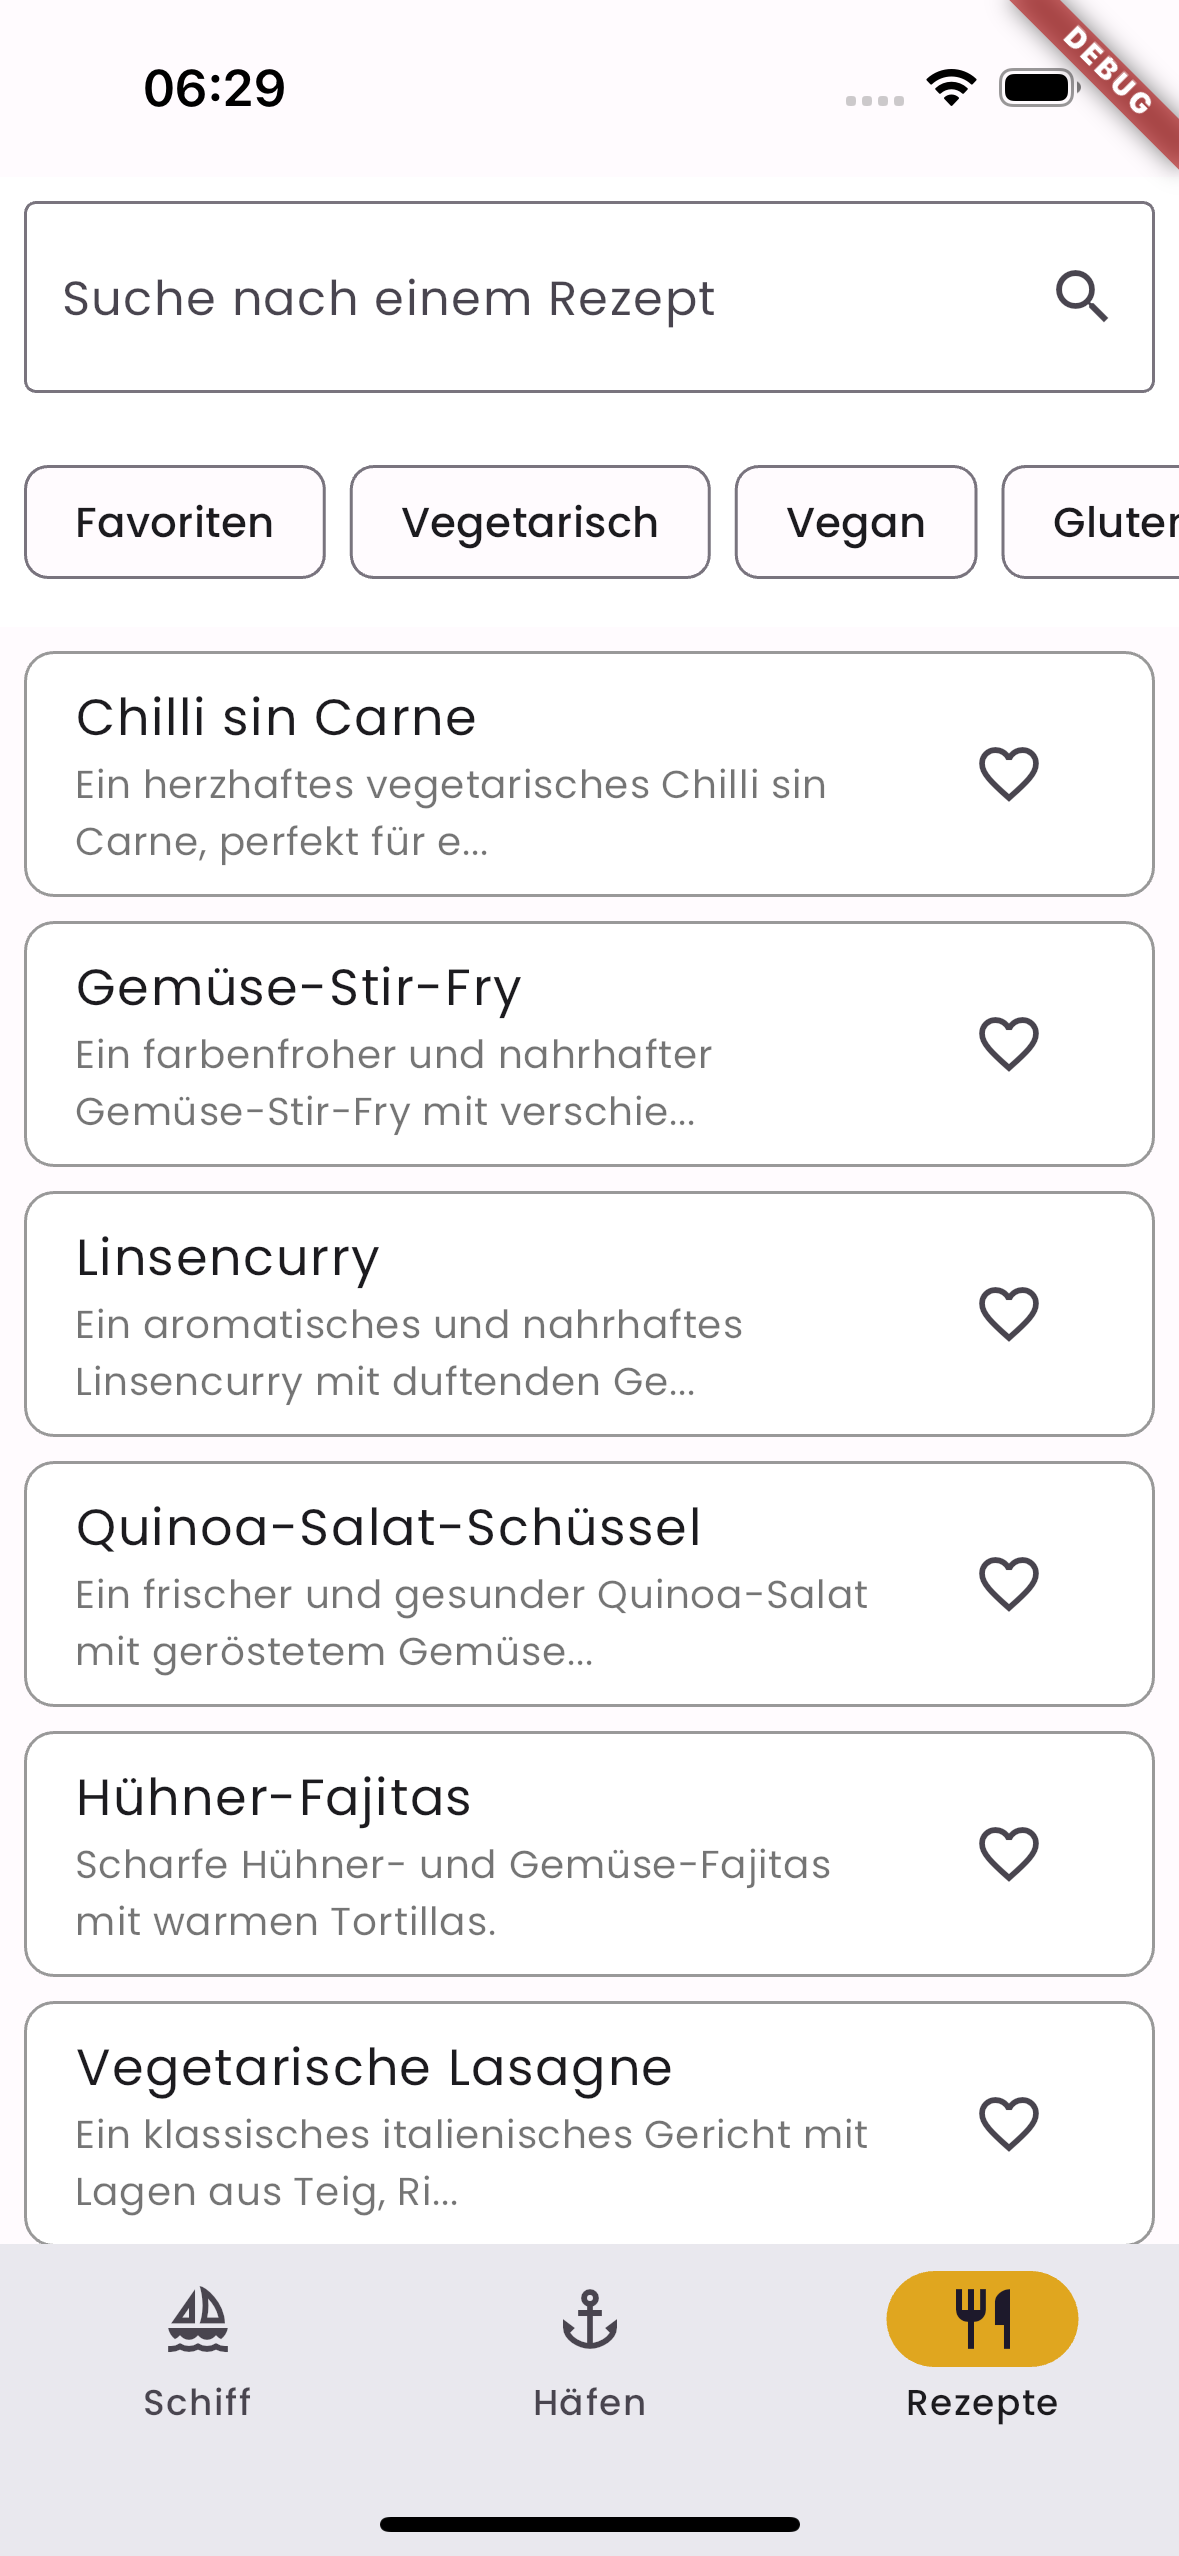 06:29
DEBUG
Suche nach einem Rezept
Favoriten
Vegetarisch
Vegan
Chilli sin Carne
Ein herzhaftes vegetarisches Chilli sin
Carne, perfekt für e...
Gemüse-Stir-Fry
Ein farbenfroher und nahrhafter
Gemüse-Stir-Fry mit verschie...
Linsencurry
Ein aromatisches und nahrhaftes
Linsencurry mit duftenden Ge...
Quinoa-Salat-Schüssel
Ein frischer und gesunder Quinoa-Salat
mit geröstetem Gemüse...
Hühner-Fajitas
Scharfe Hühner- und Gemüse-Fajitas
mit warmen Tortillas.
Vegetarische Lasagne
Ein klassisches italienisches Gericht mit
Lagen aus Teig, Ri...
Schiff
Häfen
Rezepte